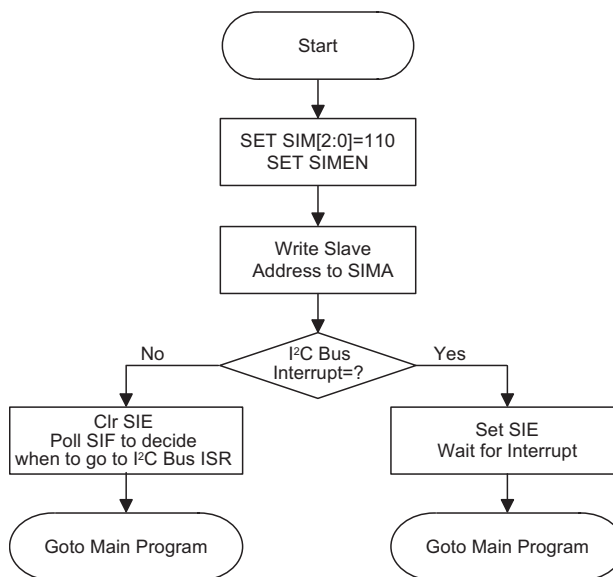 Start
SET SIM[2:0]=110
SET SIMEN
Write Slave
Address to SIMA
I²C Bus
Interrupt=?
No
Yes
Clr SIE
Poll SIF to decide
when to go to I²C Bus ISR
Set SIE
Wait for Interrupt
Goto Main Program
Goto Main Program